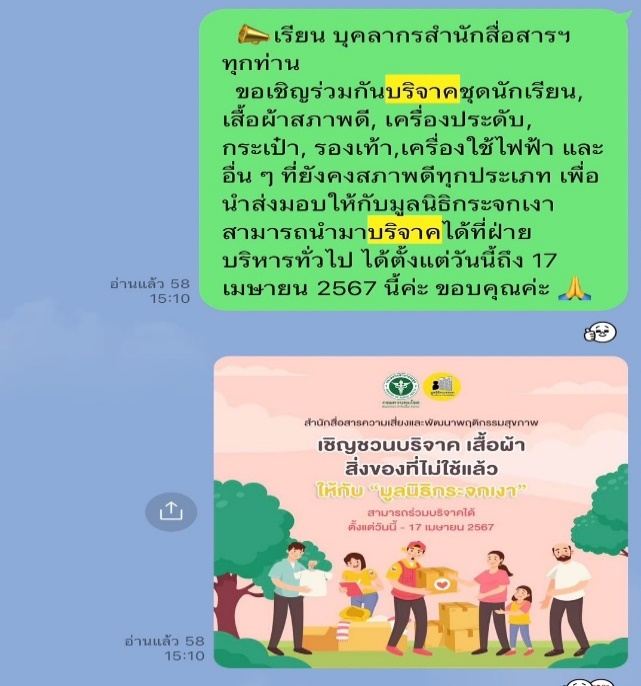 เรียน บุคลากรสำนักสื่อสารฯ
ทุกท่าน
ขอเชิญร่วมกันบริจาคชุดนักเรียน,
เสื้อผ้าสภาพดี, เครื่องประดับ,
กระเป๋า, รองเท้า,เครื่องใช้ไฟฟ้า และ
อื่น ๆ ที่ยังคงสภาพดีทุกประเภท เพื่อ
นำส่งมอบให้กับมูลนิธิกระจกเงา
สามารถนำมาบริจาคได้ที่ฝ่าย
บริหารทั่วไป ได้ตั้งแต่วันนี้ถึง 17
เมษายน 2567 นี้ค่ะ ขอบคุณค่ะ
อ่านแล้ว 58
15:10
สำนักสื่อสารความเสี่ยงและพัฒนาพฤติกรรมสุขภาพ
เชิญชวนบริจาค เสื้อผ้า
สิ่งของที่ไม่ใช้แล้ว
ให้กับ “มูลนิธิกระจกเงา”
สามารถร่วมบริจาคได้
ตั้งแต่วันนี้ - 17 เมษายน 2567
อ่านแล้ว 58
15:10